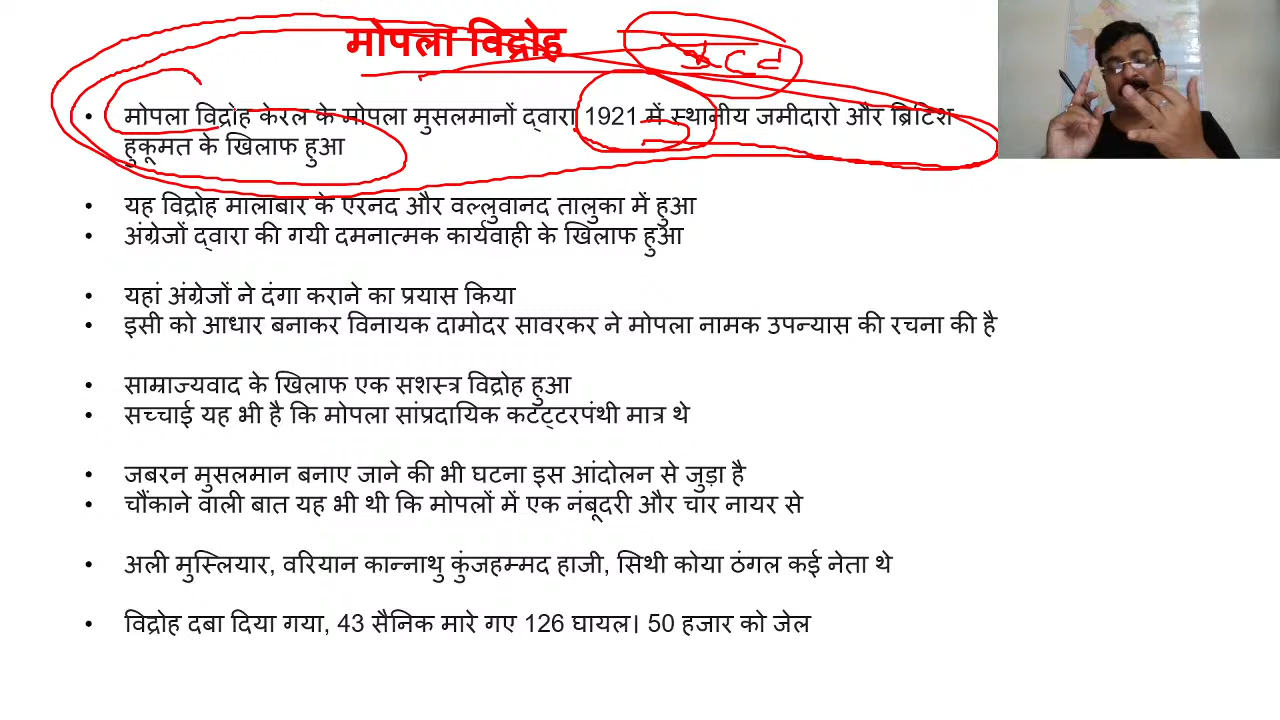 मोपला विद्रोह
• मोपला विद्रोह केरल के मोपला मुसलमानों द्वारा 1921 में स्थानीय जमीदारो और ब्रिटिश
हुकूमत के खिलाफ हुआ
• यह विद्रोह मालाबार के एरनद और वल्लुवानद तालुका में हुआ
• अंग्रेजों द्वारा की गयी दमनात्मक कार्यवाही के खिलाफ हुआ
• यहां अंग्रेजों ने दंगा कराने का प्रयास किया
• इसी को आधार बनाकर विनायक दामोदर सावरकर ने मोपला नामक उपन्यास की रचना की है
• साम्राज्यवाद के खिलाफ एक सशस्त्र विद्रोह हुआ
• सच्चाई यह भी है कि मोपला सांप्रदायिक कटट्टरपंथी मात्र थे
• जबरन मुसलमान बनाए जाने की भी घटना इस आंदोलन से जुड़ा है
• चौंकाने वाली बात यह भी थी कि मोपलों में एक नंबूदरी और चार नायर से
• अली मुस्लियार, वरियान कान्नाथु कुंजहम्मद हाजी, सिथी कोया ठंगल कई नेता थे
• विद्रोह दबा दिया गया, 43 सैनिक मारे गए 126 घायल। 50 हजार को जेल